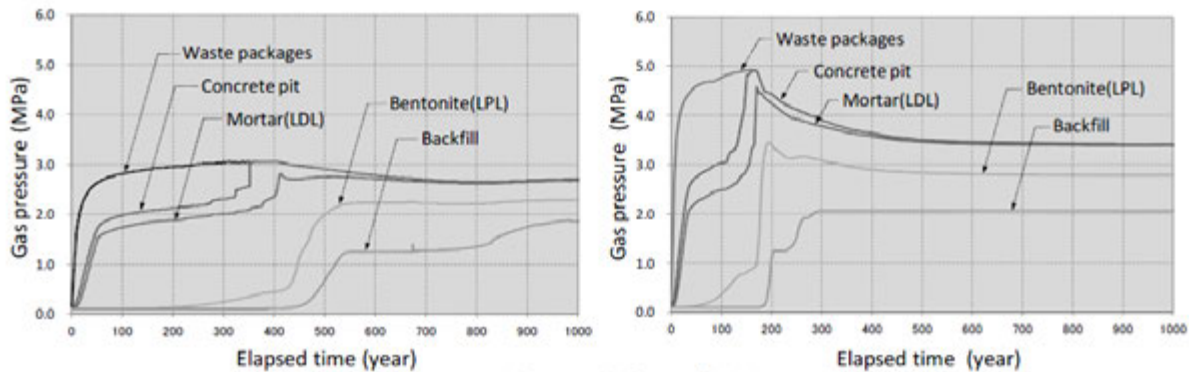 6.0
5.0
4.0
3.0
2.0
1.0
0.0
Gas pressure (MPa)
Waste packages
Concrete pit
Mortar(LDL)
Bentonite(LPL)
Backfill
0 100 200 300 400 500 600 700 800 900 1000
Elapsed time (year)
6.0
5.0
4.0
3.0
2.0
1.0
0.0
Gas pressure (MPa)
Waste packages
Concrete pit
Mortar(LDL)
Bentonite(LPL)
Backfill
0 100 200 300 400 500 600 700 800 900 1000
Elapsed time (year)